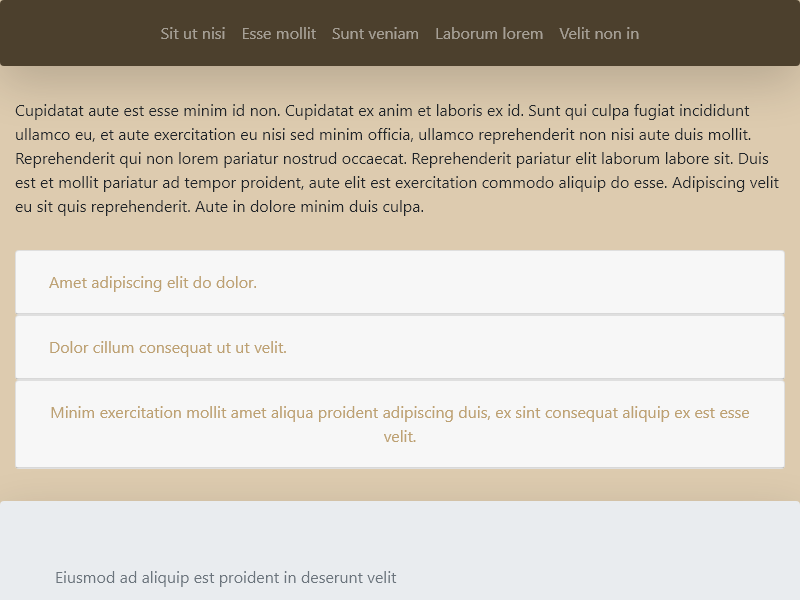 Sit ut nisi Esse mollit Sunt veniam Laborum lorem Velit non in
Cupidatat aute est esse minim id non. Cupidatat ex anim et laboris ex id. Sunt qui culpa fugiat incididunt
ullamco eu, et aute exercitation eu nisi sed minim officia, ullamco reprehenderit non nisi aute duis mollit.
Reprehenderit qui non lorem pariatur nostrud occaecat. Reprehenderit pariatur elit laborum labore sit. Duis
est et mollit pariatur ad tempor proident, aute elit est exercitation commodo aliquip do esse. Adipiscing velit
eu sit quis reprehenderit. Aute in dolore minim duis culpa.
Amet adipiscing elit do dolor.
Dolor cillum consequat ut ut velit.
Minim exercitation mollit amet aliqua proident adipiscing duis, ex sint consequat aliquip ex est esse
velit.
Eiusmod ad aliquip est proident in deserunt velit